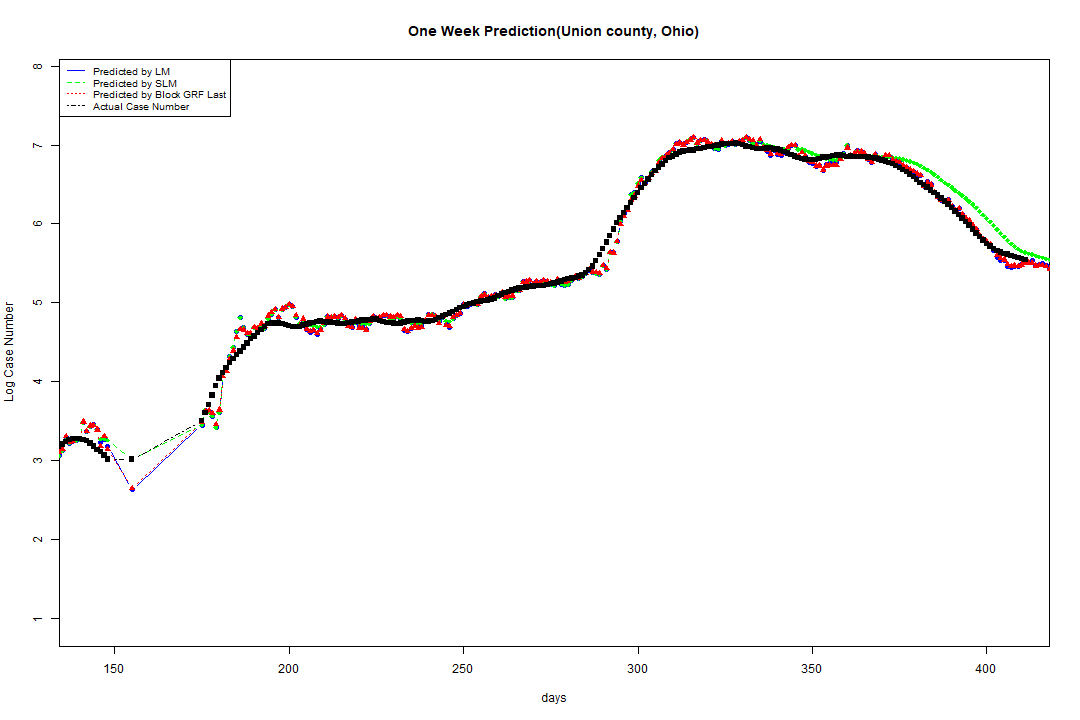 One Week Prediction(Union county, Ohio)
Predicted by LM
Predicted by SLM
Predicted by Block GRF Last
Actual Case Number
8
7
6
5
4
3
2
1
Log Case Number
150 200 250 300 350 400
days